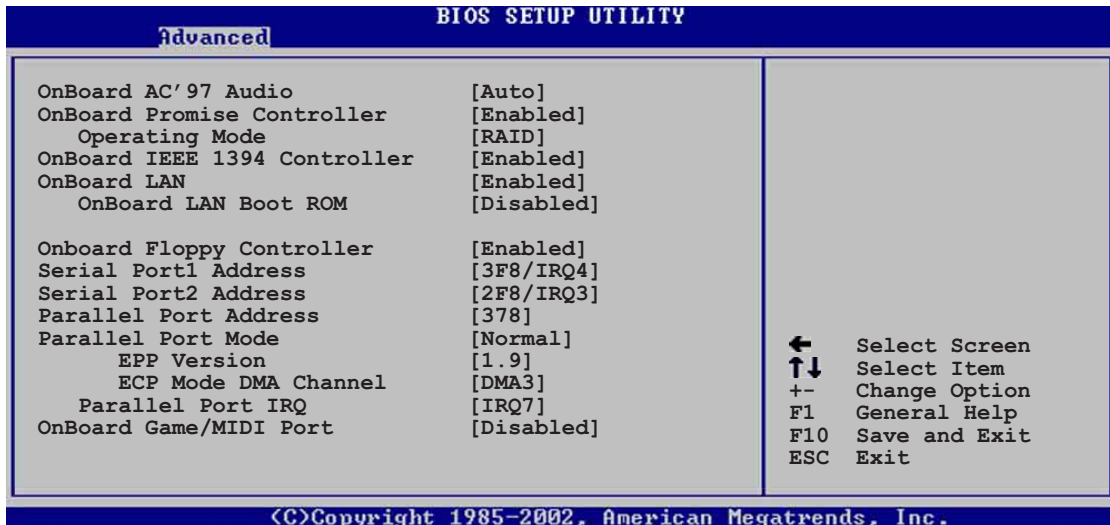 BIOS SETUP UTILITY
Advanced
OnBoard AC'97 Audio [Auto]
OnBoard Promise Controller [Enabled]
Operating Mode [RAID]
OnBoard IEEE 1394 Controller [Enabled]
OnBoard LAN [Enabled]
OnBoard LAN Boot ROM [Disabled]
Onboard Floppy Controller [Enabled]
Serial Port1 Address [3F8/IRQ4]
Serial Port2 Address [2F8/IRQ3]
Parallel Port Address [378]
Parallel Port Mode [Normal]
EPP Version [1.9]
ECP Mode DMA Channel [DMA3]
Parallel Port IRQ [IRQ7]
OnBoard Game/MIDI Port [Disabled]
← Select Screen
↑↓ Select Item
+- Change Option
F1 General Help
F10 Save and Exit
ESC Exit
(C)Copyright 1985-2002, American Megatrends, Inc.